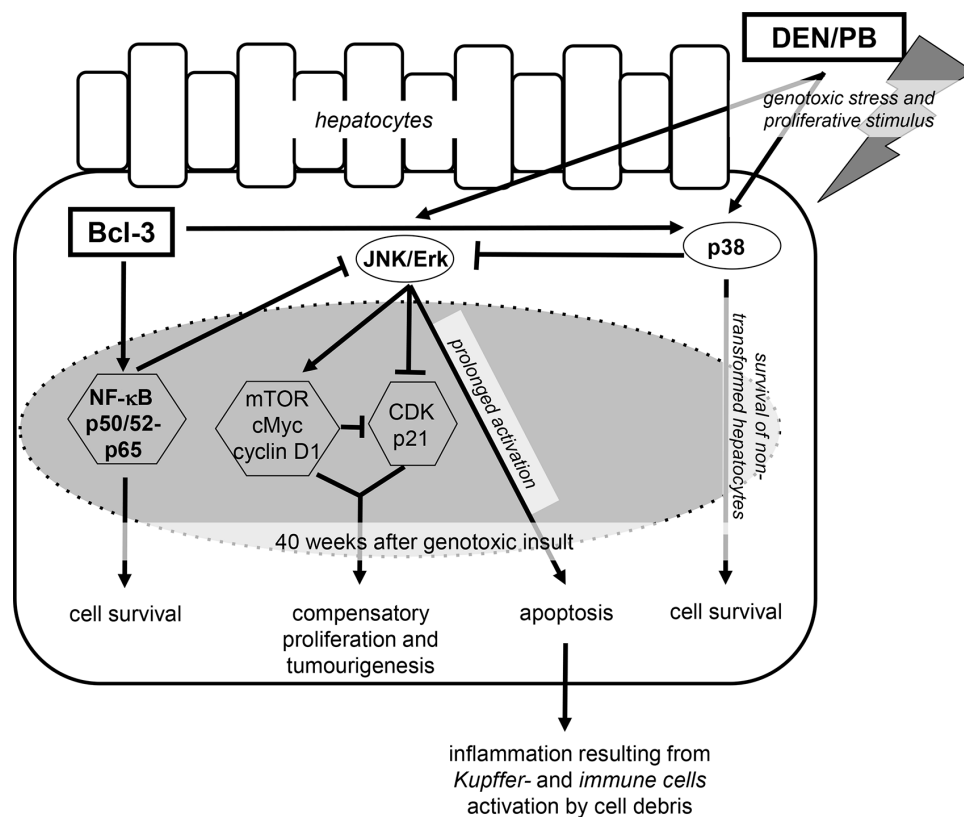 DEN/PB
genotoxic stress and
proliferative stimulus
hepatocytes
Bcl-3
JNK/Erk
p38
NF-κB
p50/52-
p65
mTOR
cMyc
cyclin D1
CDK
p21
prolonged activation
survival of non-
transformed hepatocytes
40 weeks after genotoxic insult
cell survival
compensatory
proliferation and
tumourigenesis
apoptosis
cell survival
inflammation resulting from
Kupffer- and immune cells
activation by cell debris